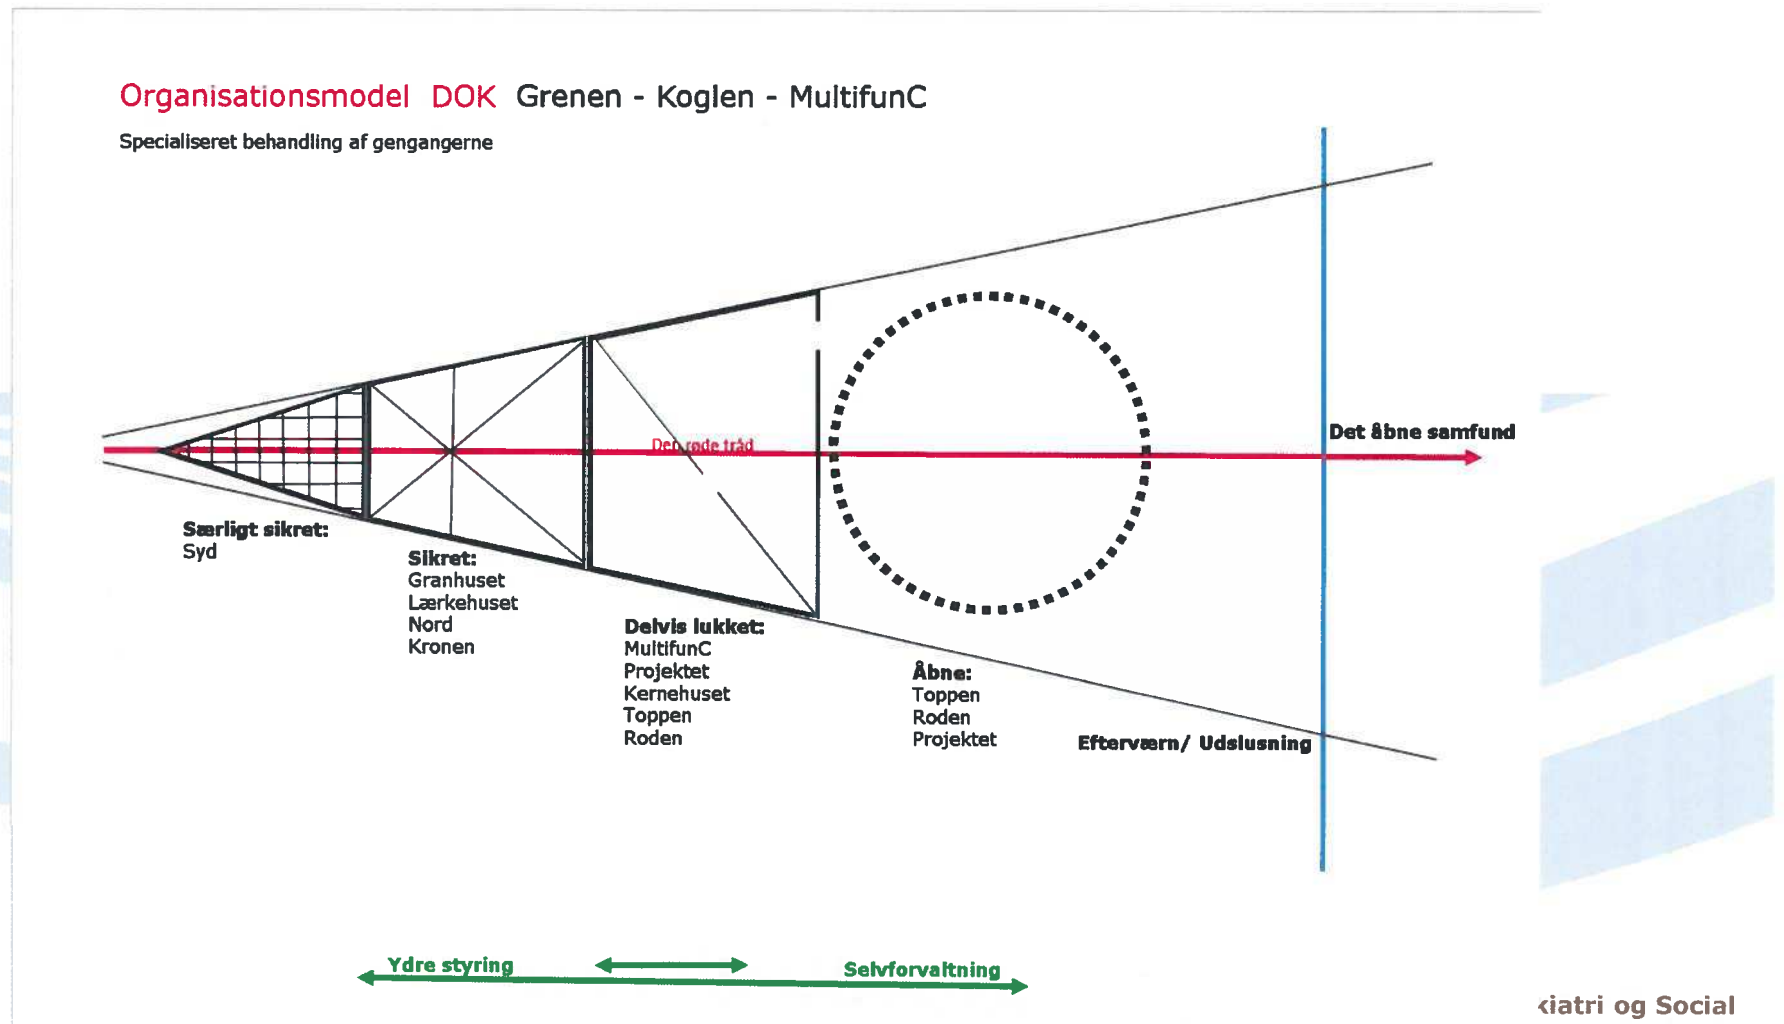 Organisationsmodel DOK Grenen - Koglen - MultifunC
Specialiseret behandling af gengangerne
Den røde tråd
Det åbne samfund
Særligt sikret:
Syd
Sikret:
Granhuset
Lærkehuset
Nord
Kronen
Delvis lukket:
MultifunC
Projektet
Kernehuset
Toppen
Roden
Åbne:
Toppen
Roden
Projektet
Efterværn/ Udslusning
Ydre styring
Selvforvaltning
iatri og Social